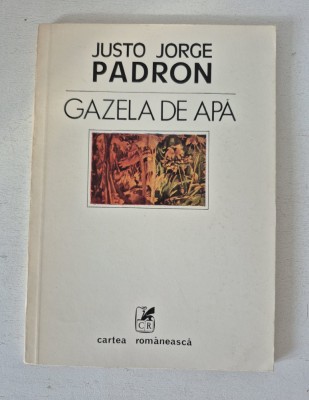 JUSTO JORGE
PADRON
GAZELA DE APĂ
CR
cartea românească